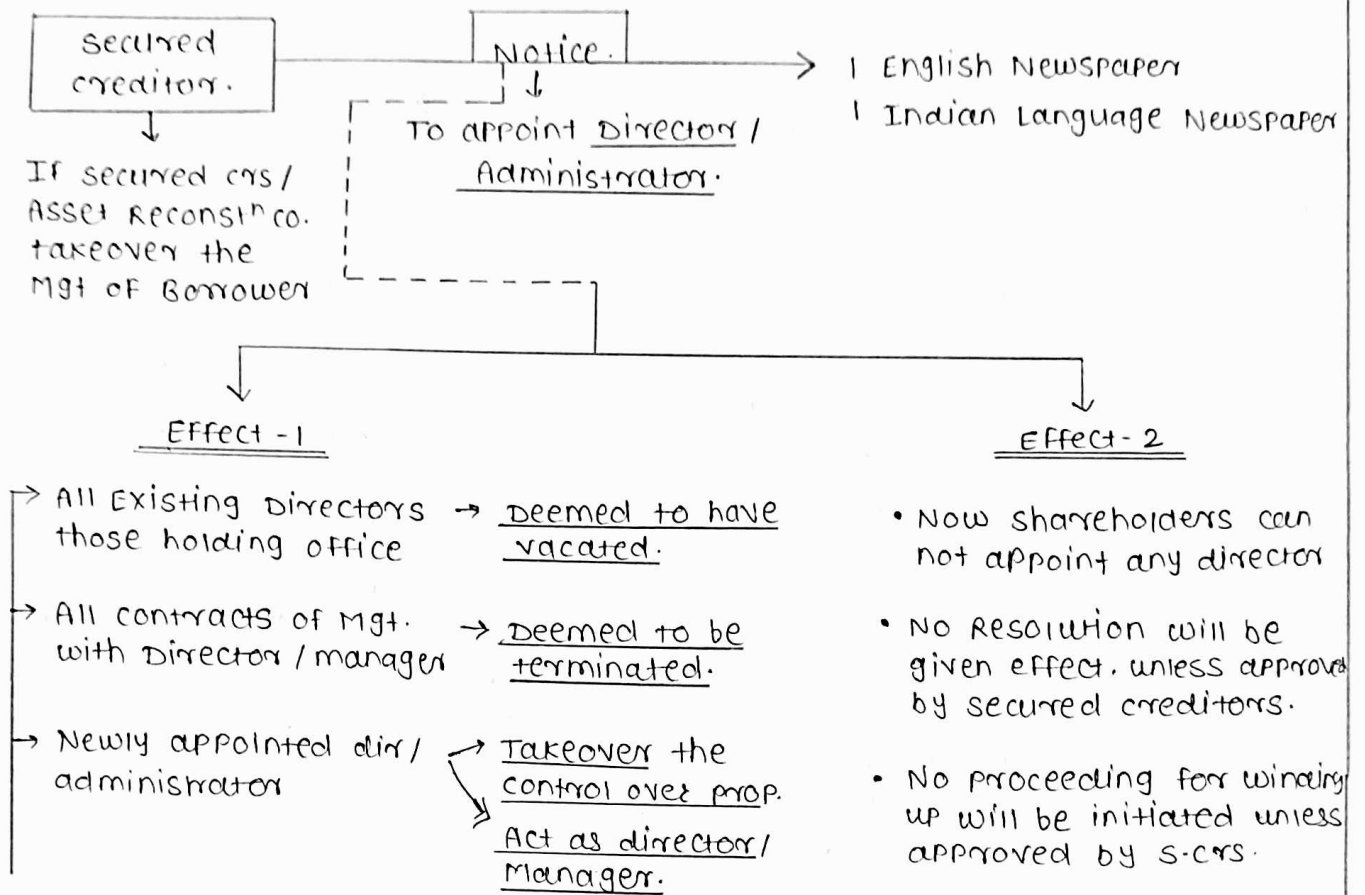 secured
creditor.
Notice.
1 English Newspaper
1 Indian Language Newspaper
To appoint Director /
Administrator.
If secured crs /
Asset Reconstn co.
takeover the
Mgt of Borrower
Effect - 1
All Existing Directors
those holding office
Deemed to have
vacated.
All contracts of Mgt.
with Director / manager
Deemed to be
terminated.
Newly appointed dir /
administrator
Takeover the
control over prop.
Act as director /
Manager.
Effect - 2
• Now shareholders can
not appoint any director
• No Resolution will be
given effect. unless approved
by secured creditors.
• No proceeding for winding
up will be initiated unless
approved by s.crs.